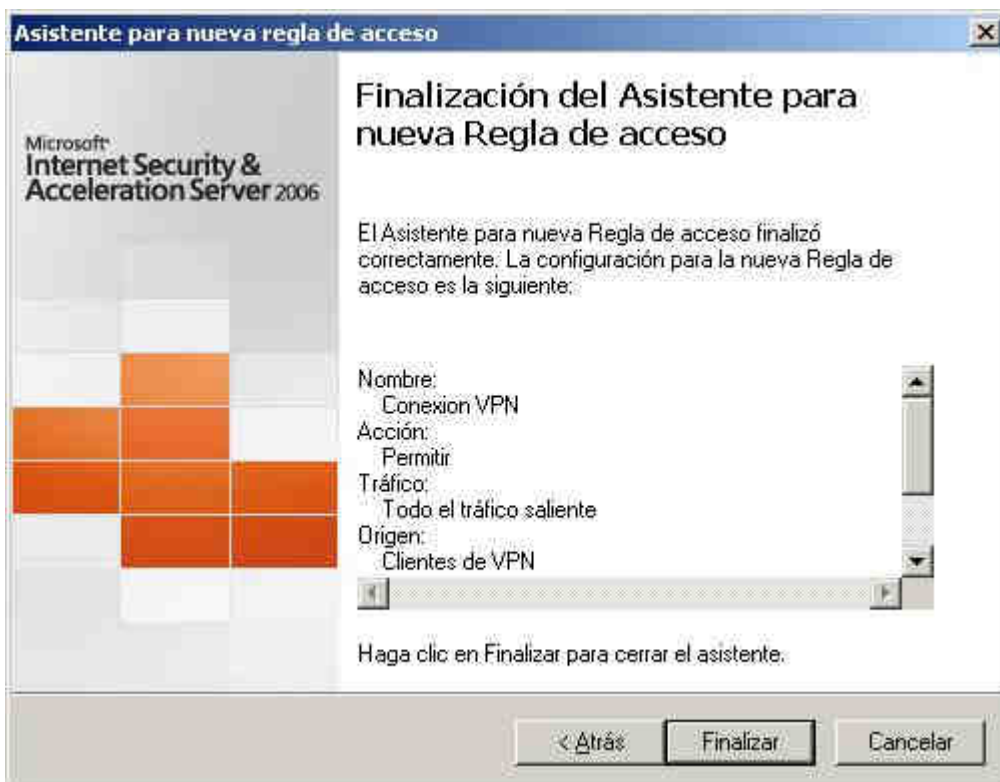 Asistente para nueva regla de acceso
Microsoft
Internet Security &
Acceleration Server 2006
Finalización del Asistente para
nueva Regla de acceso
El Asistente para nueva Regla de acceso finalizó
correctamente. La configuración para la nueva Regla de
acceso es la siguiente:
Nombre:
Conexion VPN
Acción:
Permitir
Tráfico:
Todo el tráfico saliente
Origen:
Clientes de VPN
Haga clic en Finalizar para cerrar el asistente.
< Atrás
Finalizar
Cancelar